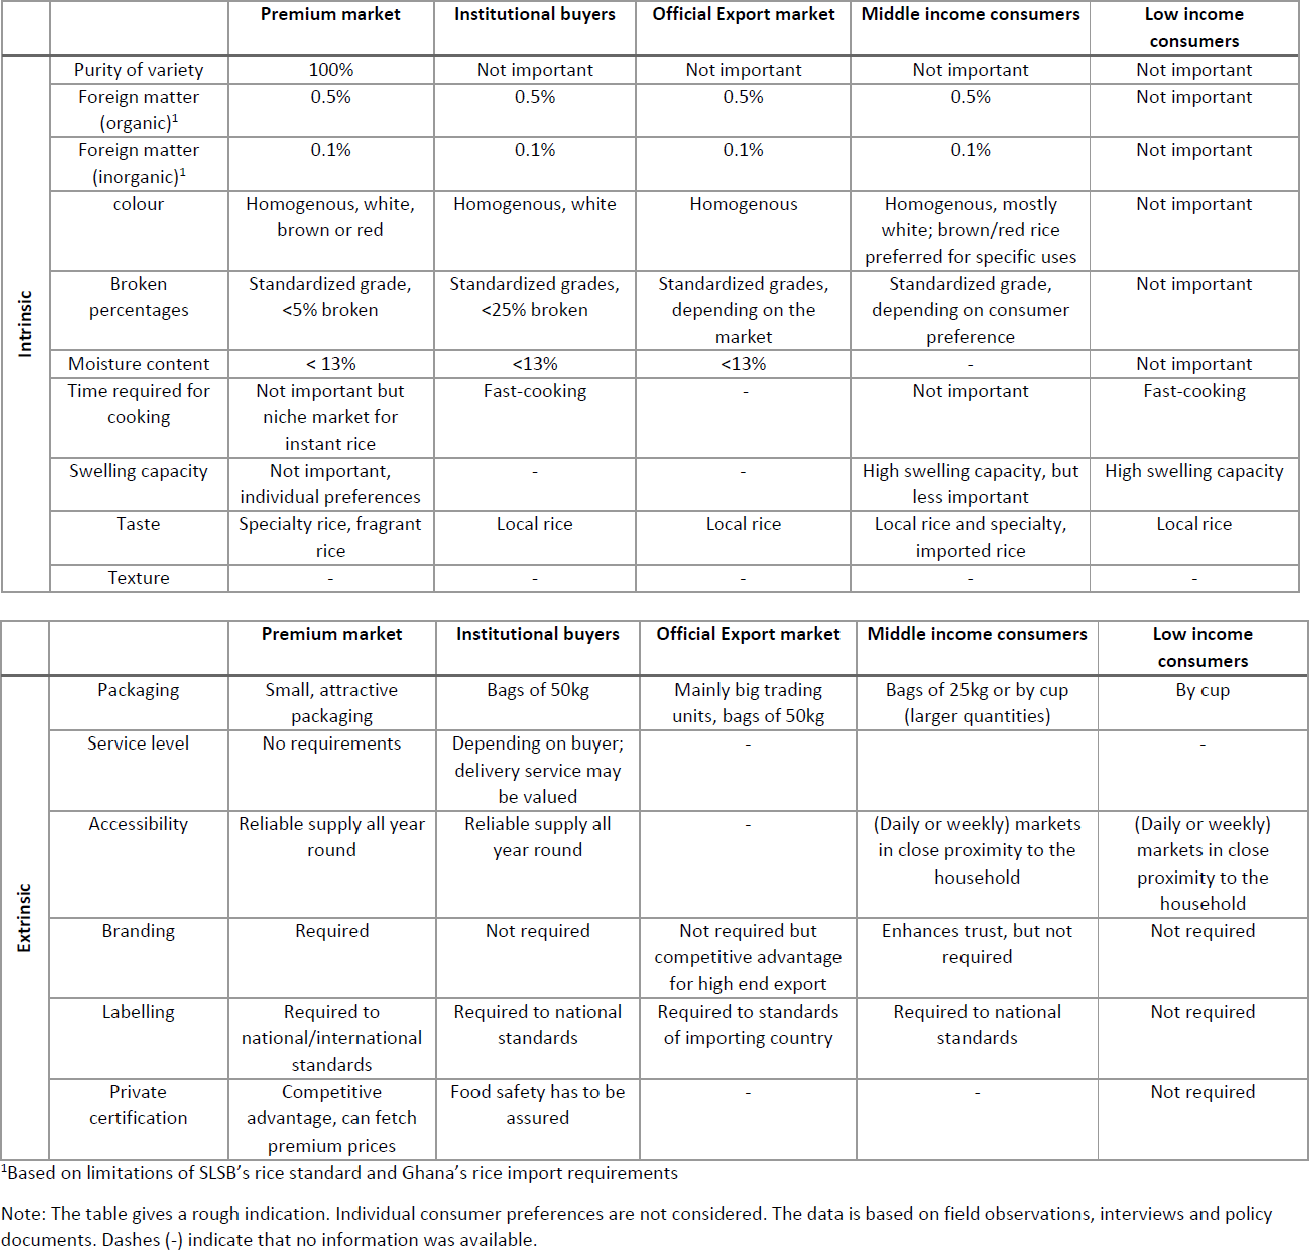 Premium market Institutional buyers Official Export market Middle income consumers Low income
consumers
Intrinsic
Purity of variety 100% Not important Not important Not important Not important
Foreign matter
(organic)¹ 0.5% 0.5% 0.5% 0.5% Not important
Foreign matter
(inorganic)¹ 0.1% 0.1% 0.1% 0.1% Not important
colour Homogenous, white, Homogenous, white Homogenous Homogenous, mostly Not important
brown or red white; brown/red rice
preferred for specific uses
Broken Standardized grade, Standardized grades, Standardized grades, Standardized grade, Not important
percentages <5% broken <25% broken depending on the depending on consumer
market preference
Moisture content < 13% <13% <13% - Not important
Time required for Not important but Fast-cooking - Not important Fast-cooking
cooking niche market for
instant rice
Swelling capacity Not important, - - High swelling capacity, but High swelling capacity
individual preferences less important
Taste Specialty rice, fragrant Local rice Local rice Local rice and specialty, Local rice
rice imported rice
Texture - - - - -
Premium market Institutional buyers Official Export market Middle income consumers Low income
consumers
Extrinsic
Packaging Small, attractive Bags of 50kg Mainly big trading Bags of 25kg or by cup By cup
packaging units, bags of 50kg (larger quantities)
Service level No requirements Depending on buyer; - -
delivery service may
be valued
Accessibility Reliable supply all year Reliable supply all - (Daily or weekly) markets (Daily or weekly)
round year round in close proximity to the markets in close
household proximity to the
household
Branding Required Not required Not required but Enhances trust, but not Not required
competitive advantage required
for high end export
Labelling Required to Required to national Required to standards Required to national Not required
national/international standards of importing country standards
standards
Private Competitive Food safety has to be - - Not required
certification advantage, can fetch assured
premium prices
¹Based on limitations of SLSB's rice standard and Ghana's rice import requirements
Note: The table gives a rough indication. Individual consumer preferences are not considered. The data is based on field observations, interviews and policy
documents. Dashes (-) indicate that no information was available.